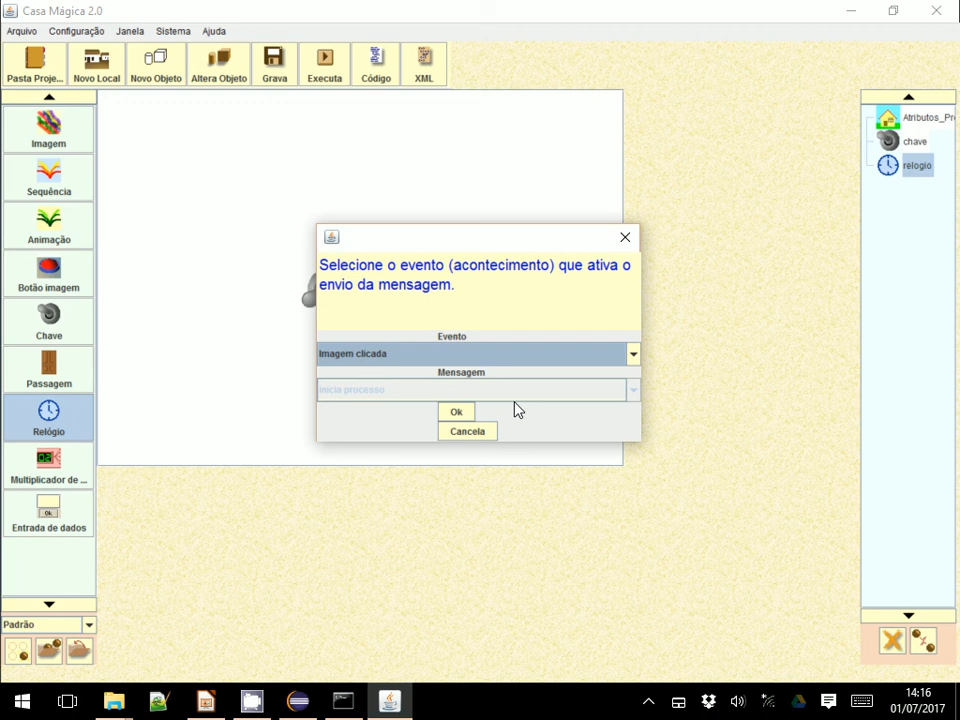 Casa Mágica 2.0
Arquivo Configuração Janela Sistema Ajuda
Pasta Proje... Novo Local Novo Objeto Altera Objeto Grava Executa Código XML
Imagem
Sequência
Animação
Botão imagem
Chave
Passagem
Relógio
Multiplicador de ...
Ok
Entrada de dados
Padrão
Selecione o evento (acontecimento) que ativa o
envio da mensagem.
Evento
Imagem clicada
Mensagem
Inicia processo
Ok
Cancela
Atributos_Pr
chave
relogio
14:16
01/07/2017